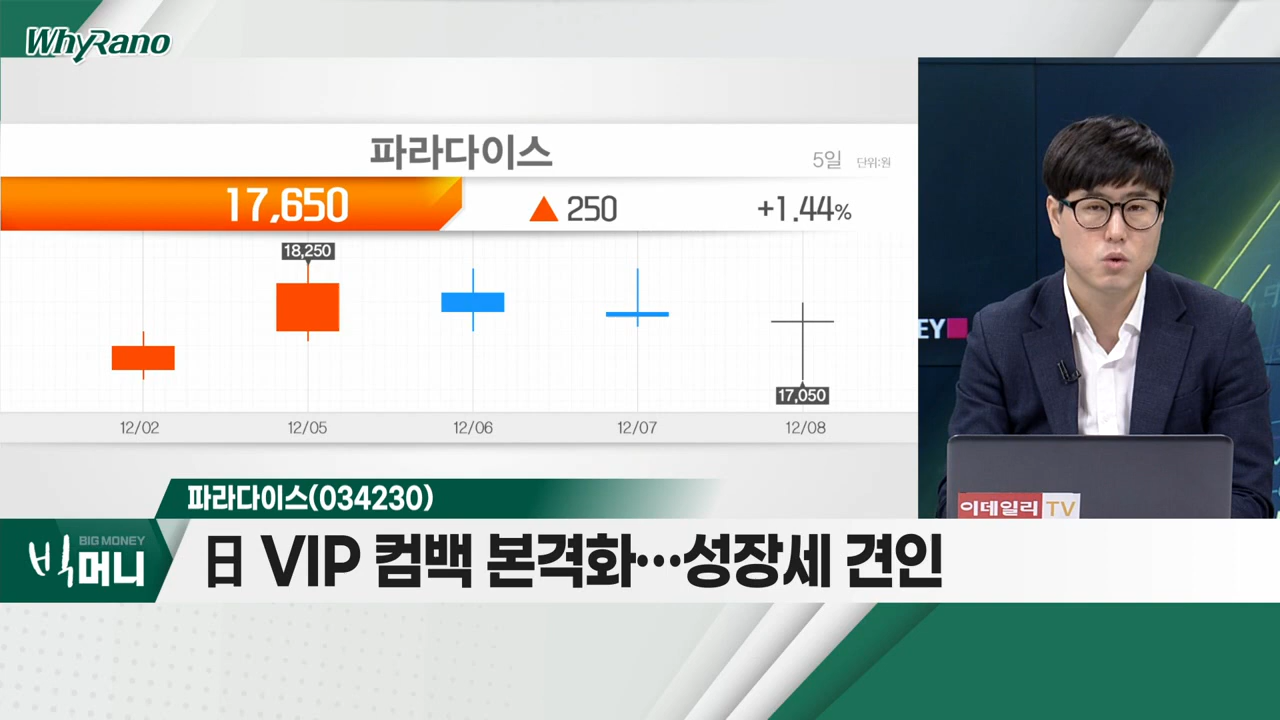 WhyRano
파라다이스
5일 단위:원
17,650 ▲ 250 +1.44%
18,250
17,050
12/02 12/05 12/06 12/07 12/08
EY
이데일리 TV
파라다이스(034230)
BIG MONEY
빅머니
日 VIP 컴백 본격화…성장세 견인